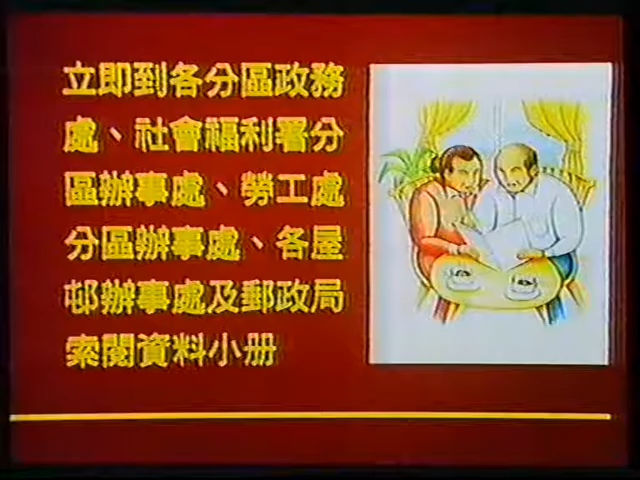 立即到各分區政務
處、社會福利署分
區辦事處、勞工處
分區辦事處、各屋
邨辦事處及郵政局
索閱資料小册